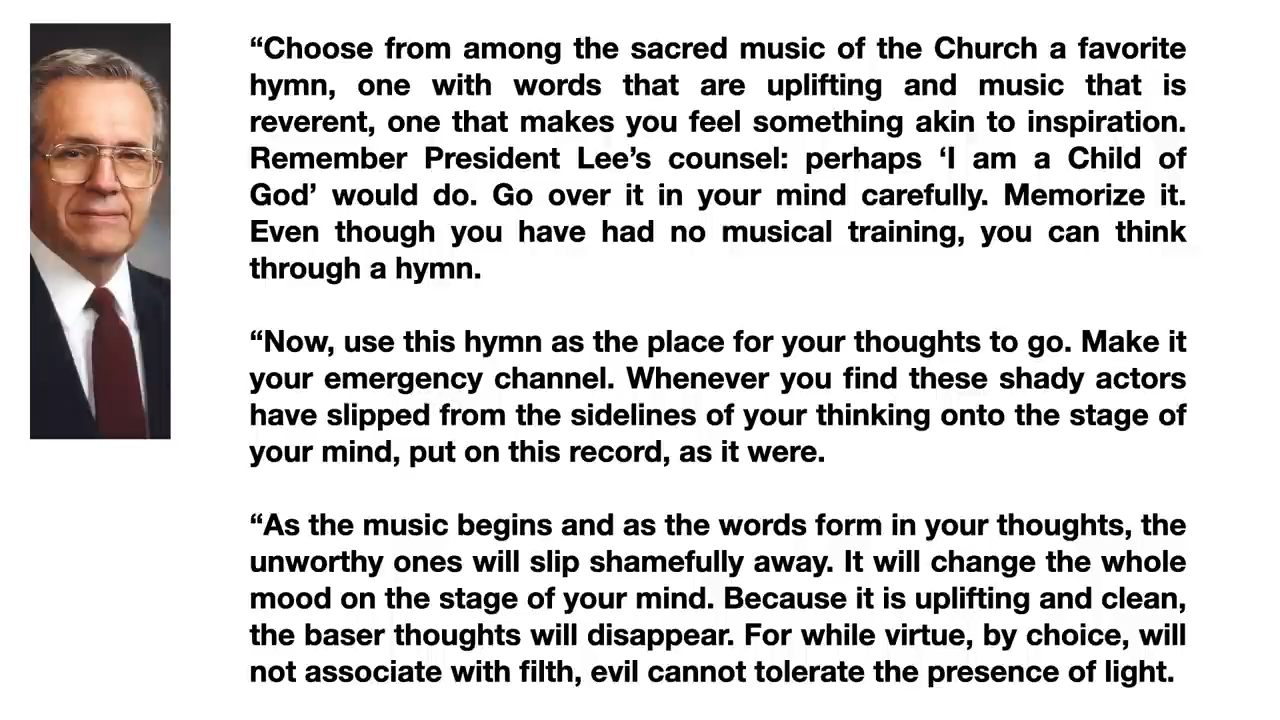 “Choose from among the sacred music of the Church a favorite
hymn, one with words that are uplifting and music that is
reverent, one that makes you feel something akin to inspiration.
Remember President Lee’s counsel: perhaps ‘I am a Child of
God’ would do. Go over it in your mind carefully. Memorize it.
Even though you have had no musical training, you can think
through a hymn.
“Now, use this hymn as the place for your thoughts to go. Make it
your emergency channel. Whenever you find these shady actors
have slipped from the sidelines of your thinking onto the stage of
your mind, put on this record, as it were.
“As the music begins and as the words form in your thoughts, the
unworthy ones will slip shamefully away. It will change the whole
mood on the stage of your mind. Because it is uplifting and clean,
the baser thoughts will disappear. For while virtue, by choice, will
not associate with filth, evil cannot tolerate the presence of light.